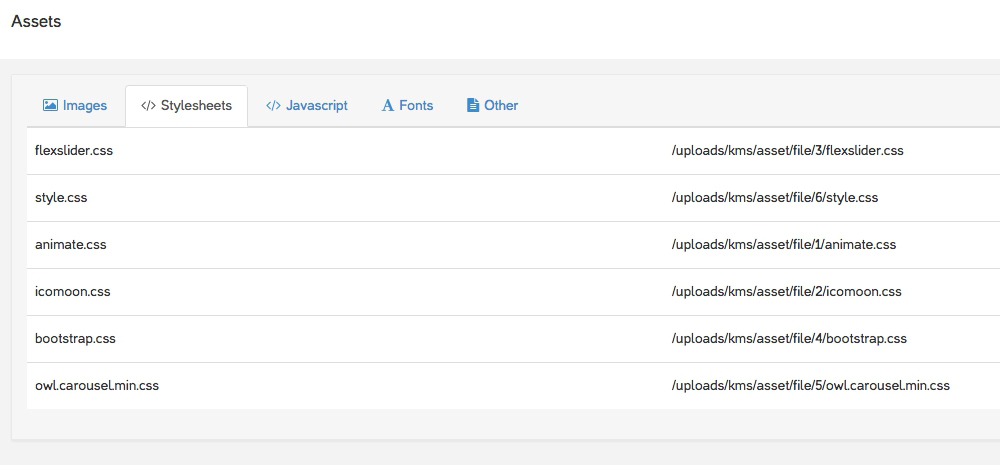 Assets
Images </> Stylesheets </> Javascript A Fonts Other
flexslider.css /uploads/kms/asset/file/3/flexslider.css
style.css /uploads/kms/asset/file/6/style.css
animate.css /uploads/kms/asset/file/1/animate.css
icomoon.css /uploads/kms/asset/file/2/icomoon.css
bootstrap.css /uploads/kms/asset/file/4/bootstrap.css
owl.carousel.min.css /uploads/kms/asset/file/5/owl.carousel.min.css